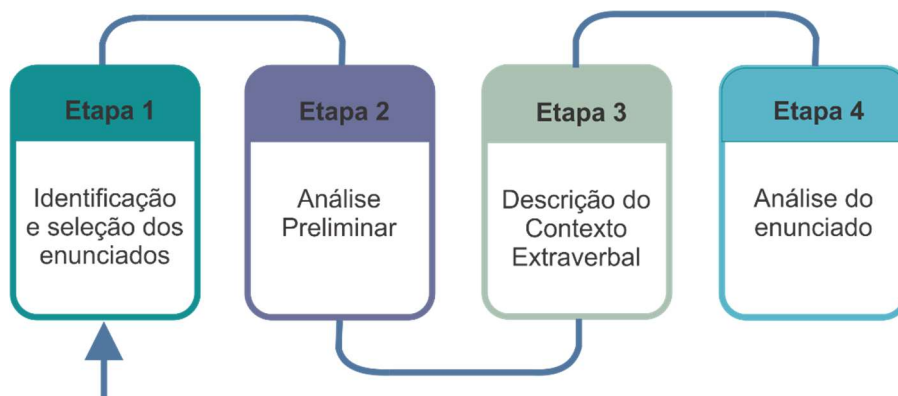 Etapa 1
Identificação
e seleção dos
enunciados
Etapa 2
Análise
Preliminar
Etapa 3
Descrição do
Contexto
Extraverbal
Etapa 4
Análise do
enunciado